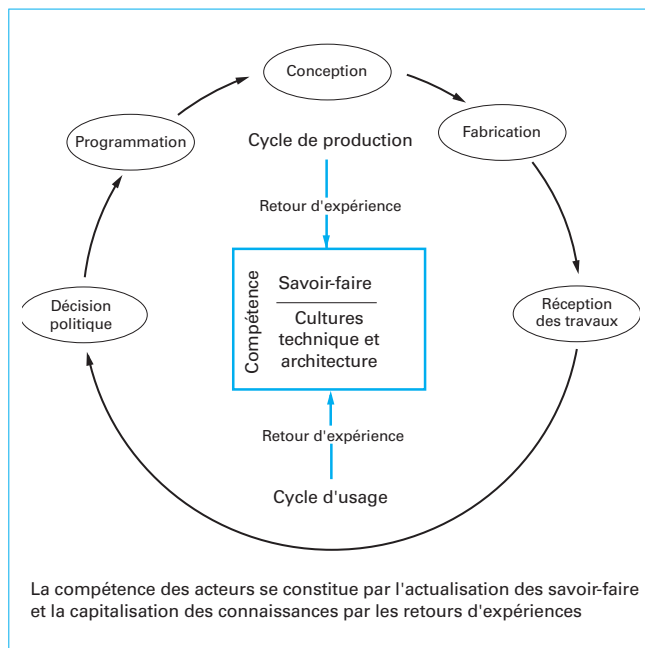 Conception
Programmation
Fabrication
Cycle de production
Retour d'expérience
Compétence
Savoir-faire
Cultures
technique et
architecture
Décision
politique
Réception
des travaux
Retour d'expérience
Cycle d'usage
La compétence des acteurs se constitue par l'actualisation des savoir-faire
et la capitalisation des connaissances par les retours d'expériences